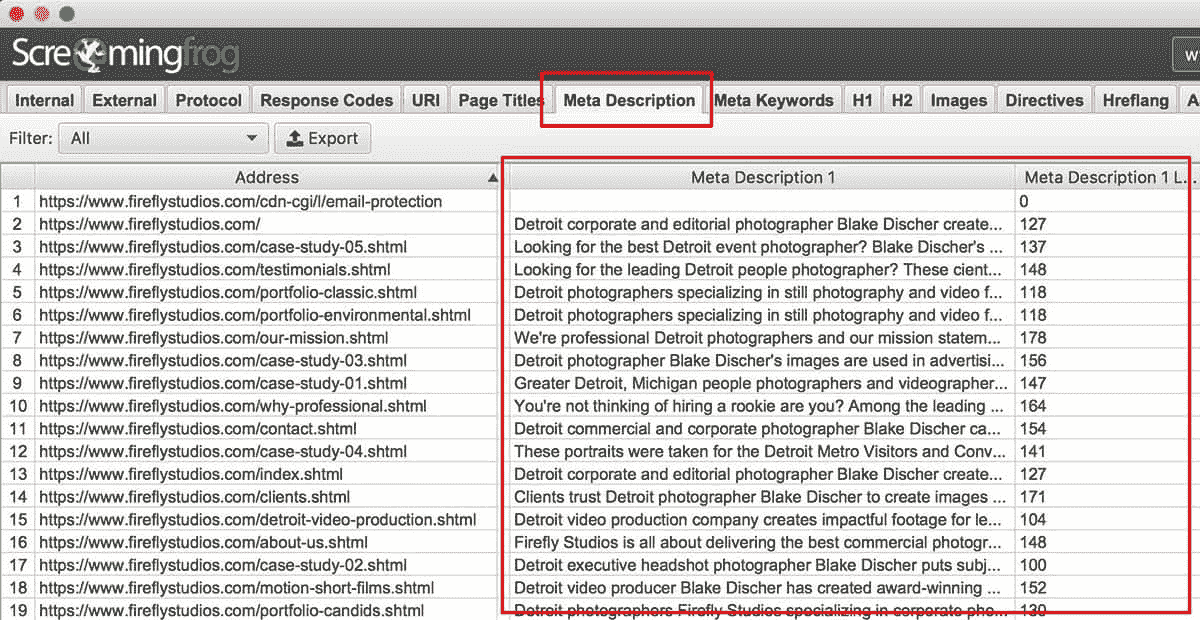 Screamingfrog
W
Internal External Protocol Response Codes URI Page Titles Meta Description Meta Keywords H1 H2 Images Directives Hreflang A
Filter: All Export
Address Meta Description 1 Meta Description 1 L...
1 https://www.fireflystudios.com/cdn-cgi/l/email-protection 0
2 https://www.fireflystudios.com/ Detroit corporate and editorial photographer Blake Discher create... 127
3 https://www.fireflystudios.com/case-study-05.shtml Looking for the best Detroit event photographer? Blake Discher's ... 137
4 https://www.fireflystudios.com/testimonials.shtml Looking for the leading Detroit people photographer? These cient... 148
5 https://www.fireflystudios.com/portfolio-classic.shtml Detroit photographers specializing in still photography and video f... 118
6 https://www.fireflystudios.com/portfolio-environmental.shtml Detroit photographers specializing in still photography and video f... 118
7 https://www.fireflystudios.com/our-mission.shtml We're professional Detroit photographers and our mission statem... 178
8 https://www.fireflystudios.com/case-study-03.shtml Detroit photographer Blake Discher's images are used in advertisi... 156
9 https://www.fireflystudios.com/case-study-01.shtml Greater Detroit, Michigan people photographers and videographer... 147
10 https://www.fireflystudios.com/why-professional.shtml You're not thinking of hiring a rookie are you? Among the leading ... 164
11 https://www.fireflystudios.com/contact.shtml Detroit commercial and corporate photographer Blake Discher ca... 154
12 https://www.fireflystudios.com/case-study-04.shtml These portraits were taken for the Detroit Metro Visitors and Conv... 141
13 https://www.fireflystudios.com/index.shtml Detroit corporate and editorial photographer Blake Discher create... 127
14 https://www.fireflystudios.com/clients.shtml Clients trust Detroit photographer Blake Discher to create images ... 171
15 https://www.fireflystudios.com/detroit-video-production.shtml Detroit video production company creates impactful footage for le... 104
16 https://www.fireflystudios.com/about-us.shtml Firefly Studios is all about delivering the best commercial photogr... 148
17 https://www.fireflystudios.com/case-study-02.shtml Detroit executive headshot photographer Blake Discher puts subj... 100
18 https://www.fireflystudios.com/motion-short-films.shtml Detroit video producer Blake Discher has created award-winning ... 152
19 https://www.fireflystudios.com/portfolio-candids.shtml Detroit photographers Firefly Studios specializing in corporate pho... 130